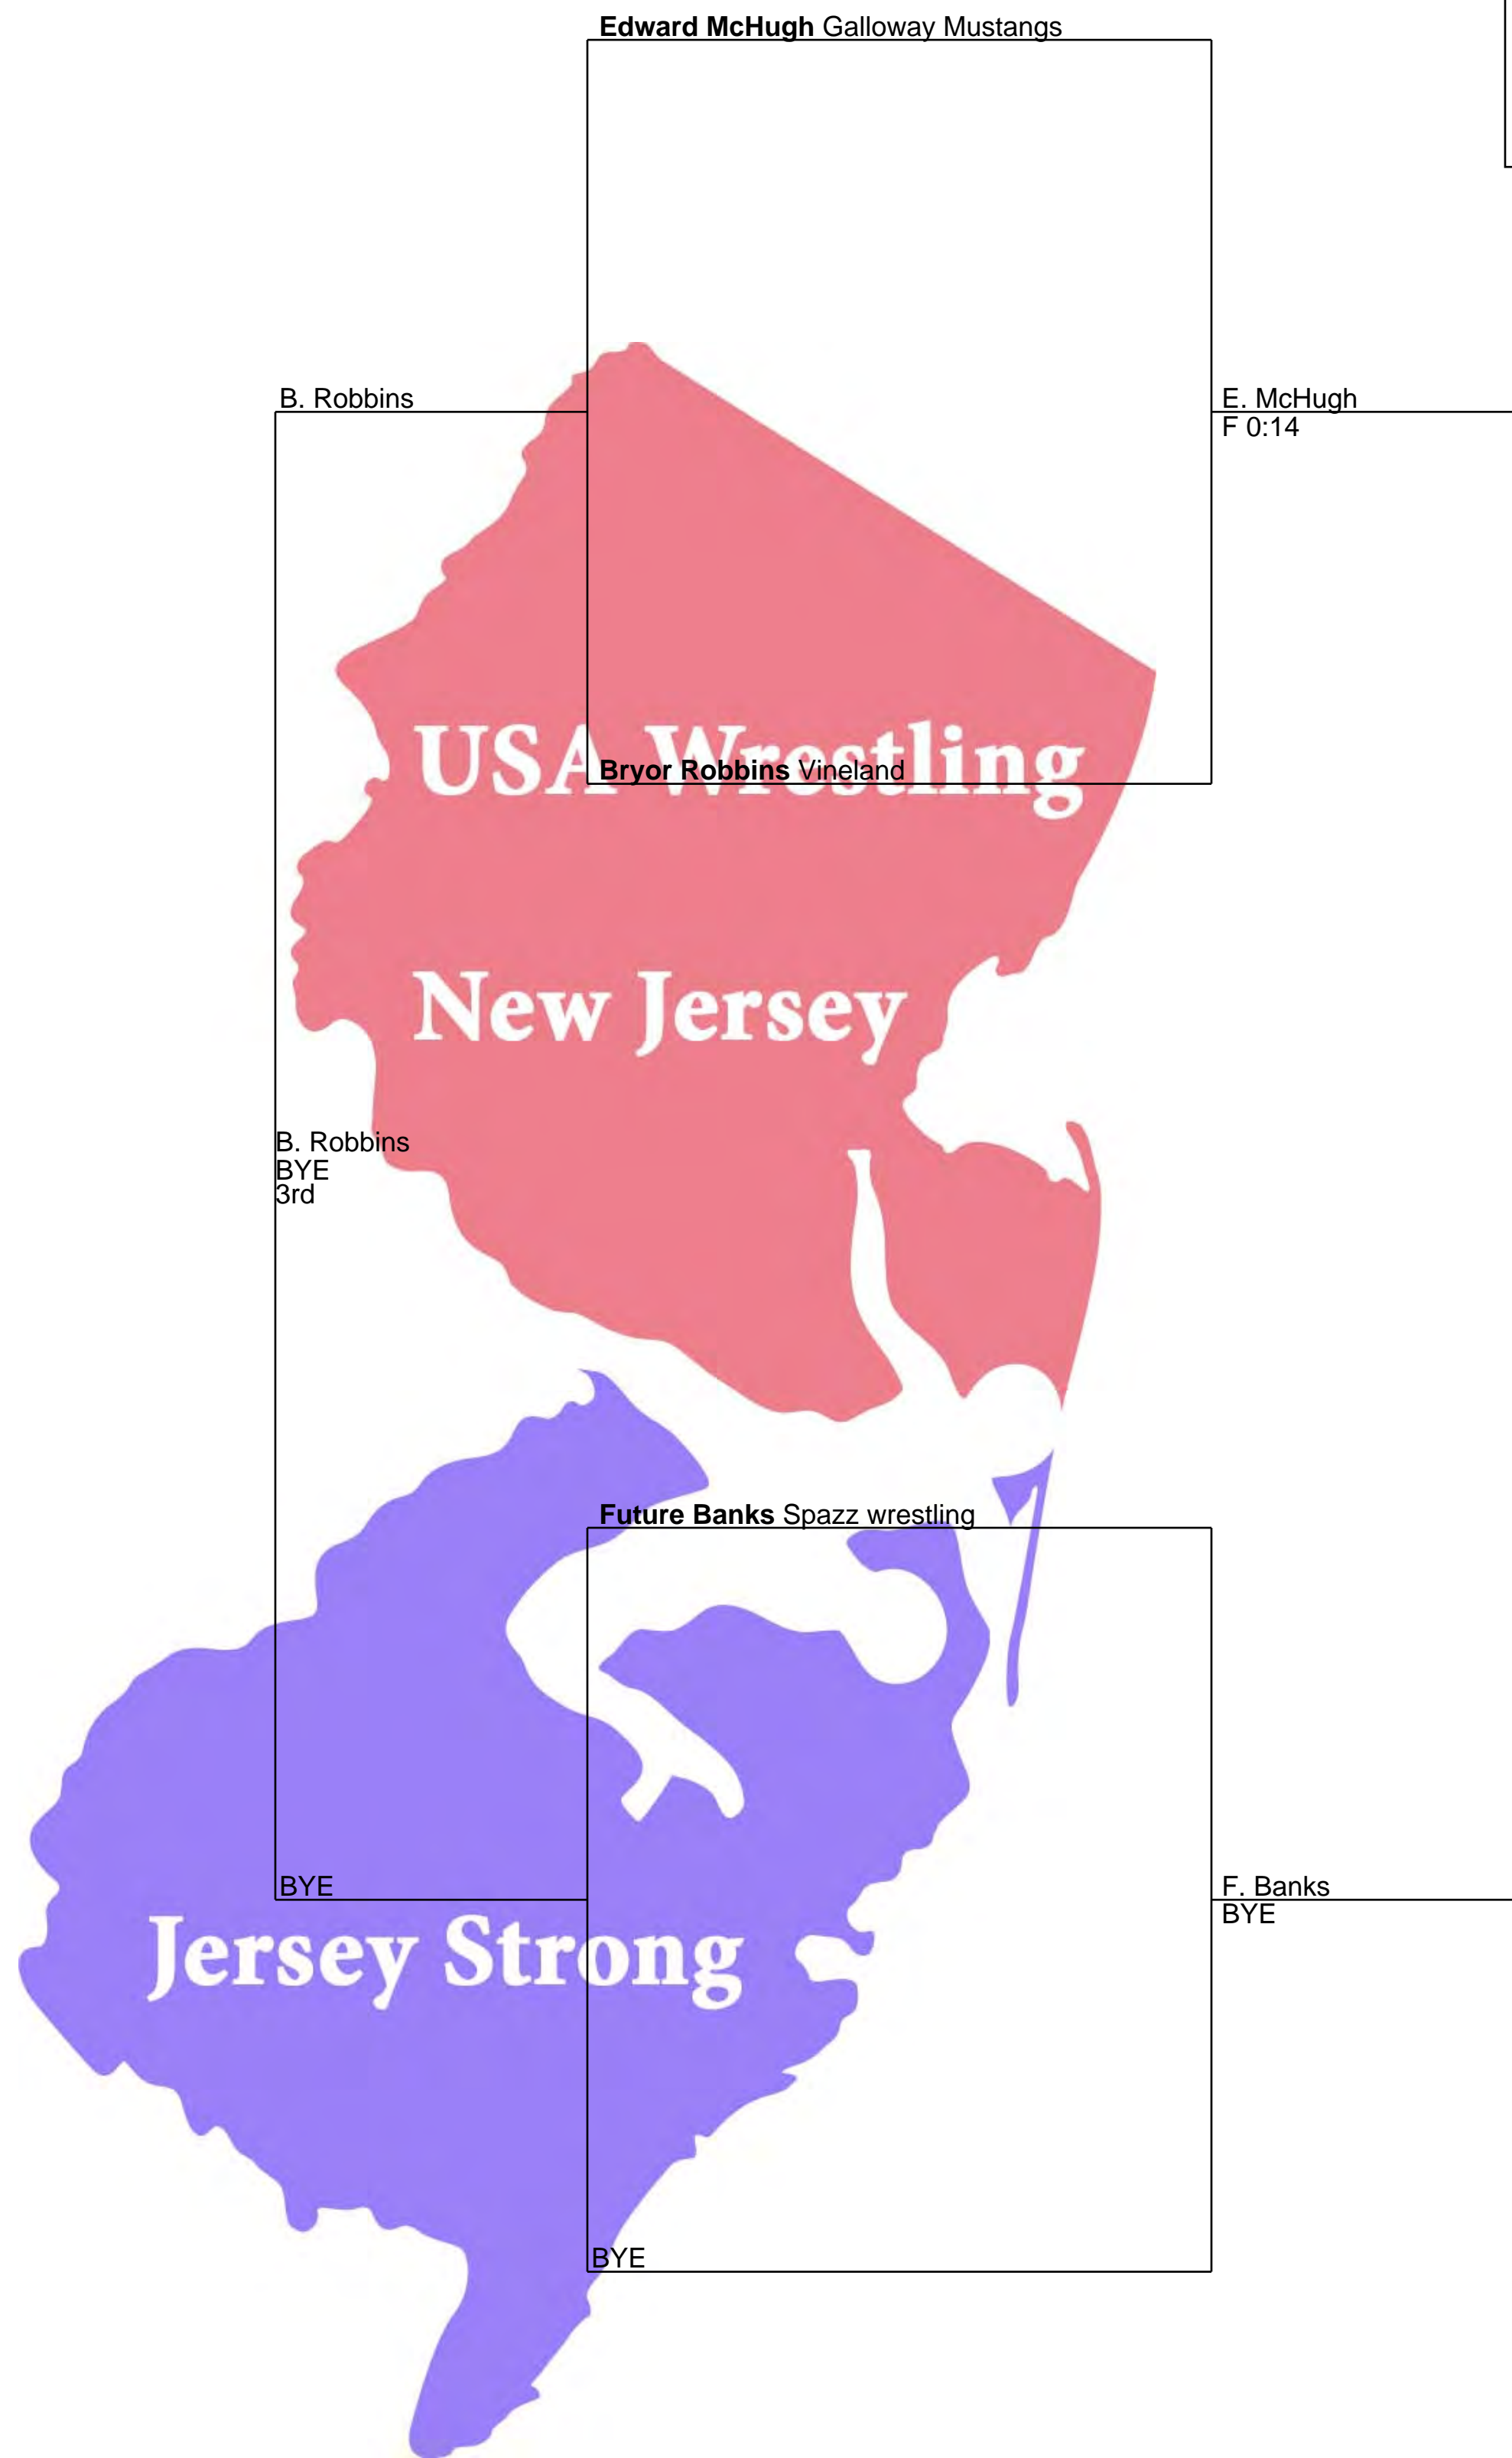 Edward McHugh Galloway Mustangs
B. Robbins
E. McHugh
F 0:14
USA Wrestling
Bryor Robbins Vineland
New Jersey
B. Robbins
BYE
3rd
Future Banks Spazz wrestling
BYE
F. Banks
BYE
Jersey Strong
BYE